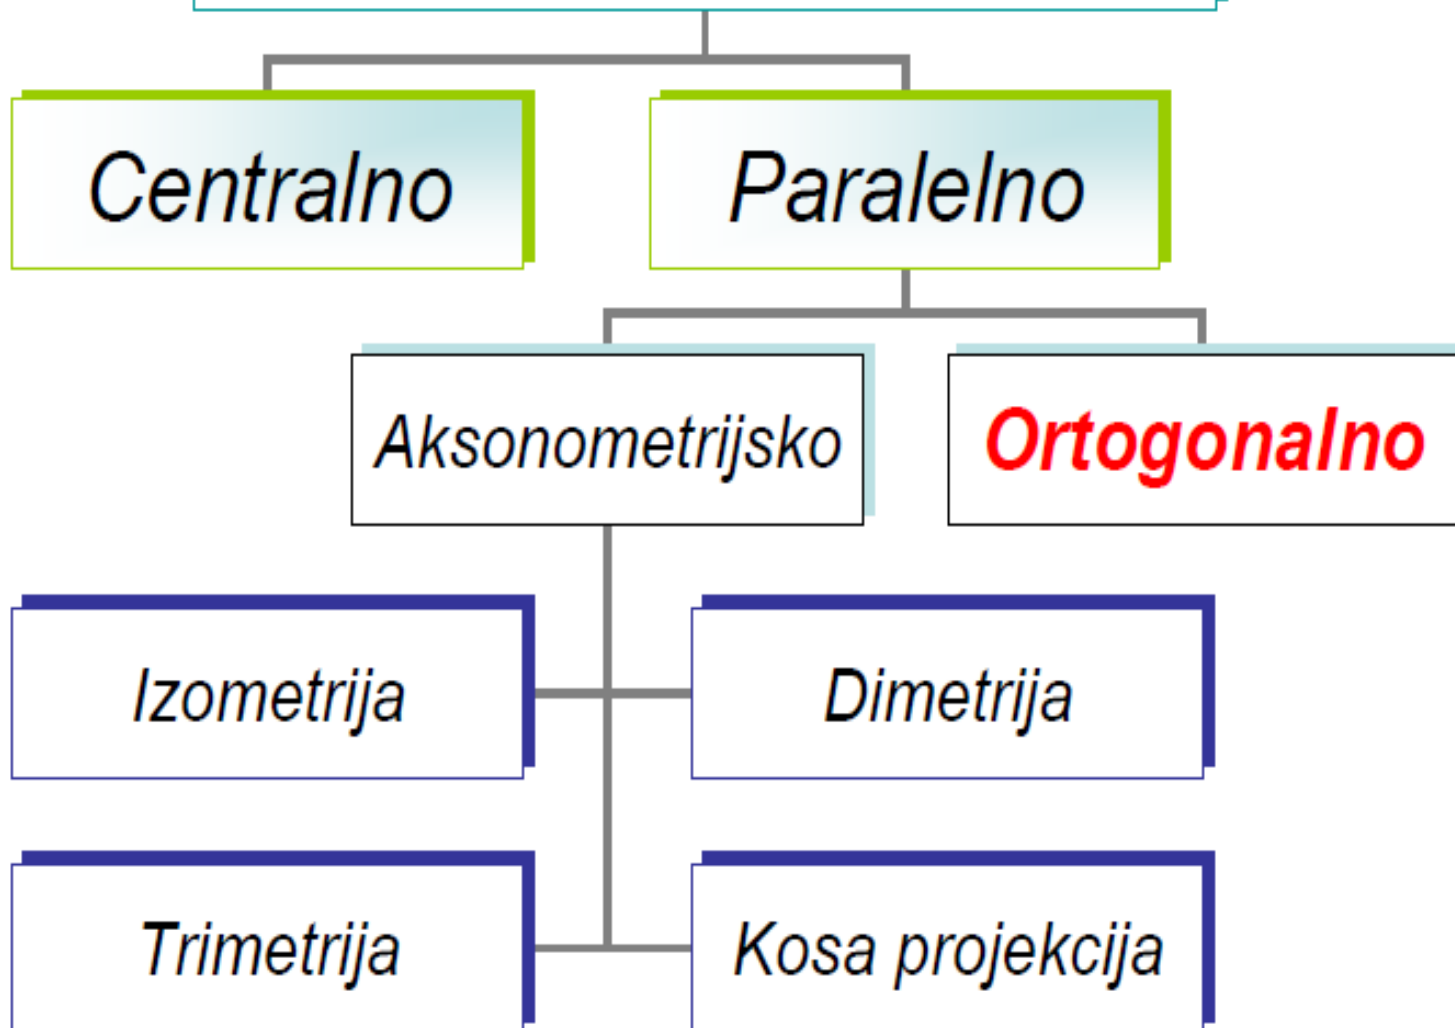 Centralno
Paralelno
Aksonometrijsko
Ortogonalno
Izometrija
Dimetrija
Trimetrija
Kosa projekcija